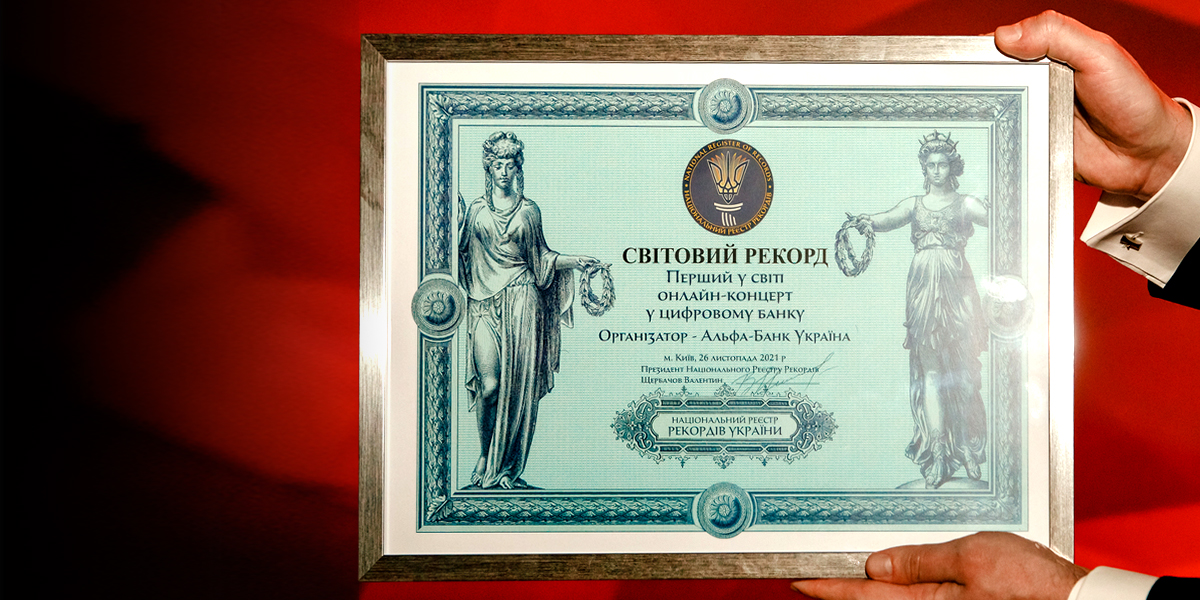 NATIONAL REGISTER OF RECORDS
НАЦІОНАЛЬНИЙ РЕЄСТР РЕКОРДІВ
СВІТОВИЙ РЕКОРД
Перший у світі
онлайн-концерт
у цифровому банку
Організатор - Альфа-Банк Україна
м. Київ, 26 листопада 2021 р
Президент Національного Реєстру Рекордів
Щербачов Валентин
НАЦІОНАЛЬНИЙ РЕЄСТР
РЕКОРДІВ УКРАЇНИ